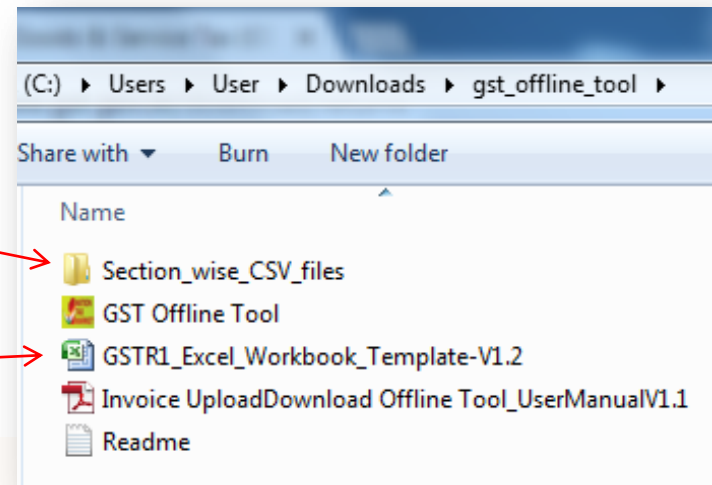 (C:) Users User Downloads gst_offline_tool
Share with Burn New folder
Name
Section_wise_CSV_files
GST Offline Tool
GSTR1_Excel_Workbook_Template-V1.2
Invoice UploadDownload Offline Tool_UserManualV1.1
Readme